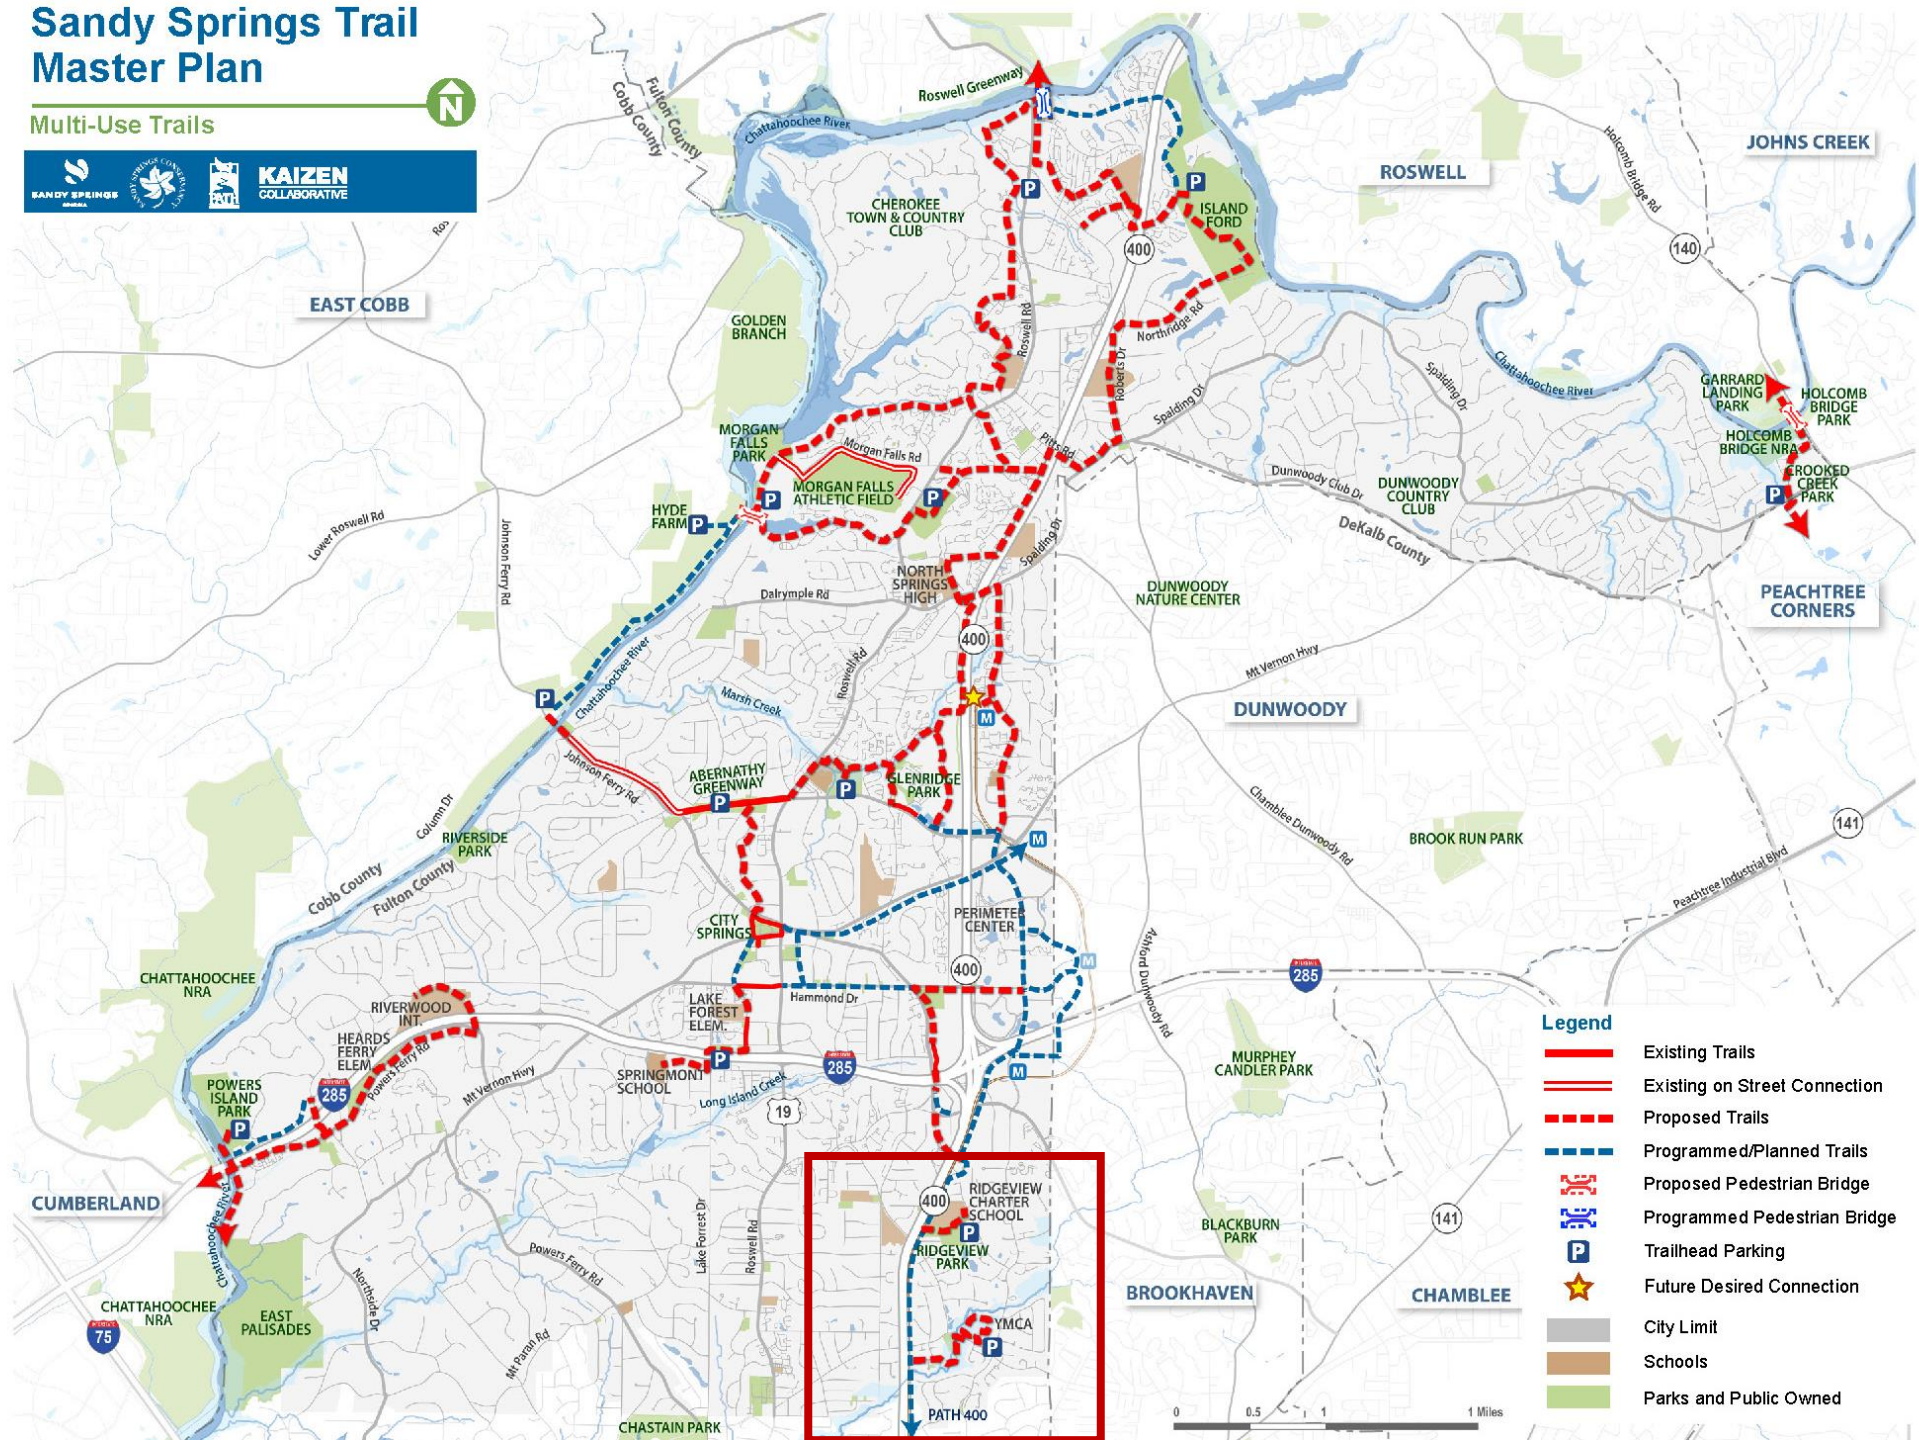 Sandy Springs Trail
Master Plan
N
Multi-Use Trails
SANDY SPRINGS
GEORGIA
SANDY SPRINGS CONSERVANCY
PATH
KAIZEN
COLLABORATIVE
Roswell Greenway
Fulton County
Cobb County
Chattahoochee River
Holcomb Bridge Rd
JOHNS CREEK
ROSWELL
P
P
CHEROKEE
TOWN & COUNTRY
CLUB
ISLAND
FORD
400
140
EAST COBB
GOLDEN
BRANCH
Roswell Rd
Northridge Rd
Roberts Dr
Spalding Dr
Spalding Dr
Chattahoochee River
GARRARD
LANDING
PARK
HOLCOMB
BRIDGE
PARK
HOLCOMB
BRIDGE NRA
CROOKED
CREEK
PARK
P
MORGAN
FALLS
PARK
Morgan Falls Rd
Pitts Rd
MORGAN FALLS
ATHLETIC FIELD
P
P
Dunwoody Club Dr
DUNWOODY
COUNTRY
CLUB
DeKalb County
HYDE
FARM
P
Lower Roswell Rd
Johnson Ferry Rd
Spalding Dr
NORTH
SPRINGS
HIGH
Dalrymple Rd
DUNWOODY
NATURE CENTER
PEACHTREE
CORNERS
400
Mt Vernon Hwy
Roswell Rd
Chattahoochee River
Marsh Creek
P
M
DUNWOODY
Johnson Ferry Rd
ABERNATHY
GREENWAY
P
P
GLENRIDGE
PARK
Column Dr
RIVERSIDE
PARK
M
Chamblee Dunwoody Rd
BROOK RUN PARK
141
Peachtree Industrial Blvd
Cobb County
Fulton County
CITY
SPRINGS
PERIMETER
CENTER
Ashford Dunwoody Rd
M
400
285
CHATTAHOOCHEE
NRA
RIVERWOOD
INT.
LAKE
FOREST
ELEM.
Hammond Dr
HEARDS
FERRY
ELEM
Powers Ferry Rd
P
285
285
SPRINGMONT
SCHOOL
Mt Vernon Hwy
Long Island Creek
M
19
MURPHEY
CANDLER PARK
POWERS
ISLAND
PARK
P
CUMBERLAND
Chattahoochee River
400
RIDGEVIEW
CHARTER
SCHOOL
P
RIDGEVIEW
PARK
BLACKBURN
PARK
141
Lake Forrest Dr
Roswell Rd
Powers Ferry Rd
Northside Dr
BROOKHAVEN
CHAMBLEE
CHATTAHOOCHEE
NRA
75
EAST
PALISADES
Mt Paran Rd
YMCA
P
PATH 400
CHASTAIN PARK
Legend
Existing Trails
Existing on Street Connection
Proposed Trails
Programmed/Planned Trails
Proposed Pedestrian Bridge
Programmed Pedestrian Bridge
P
Trailhead Parking
Future Desired Connection
City Limit
Schools
Parks and Public Owned
0 0.5 1 1 Miles